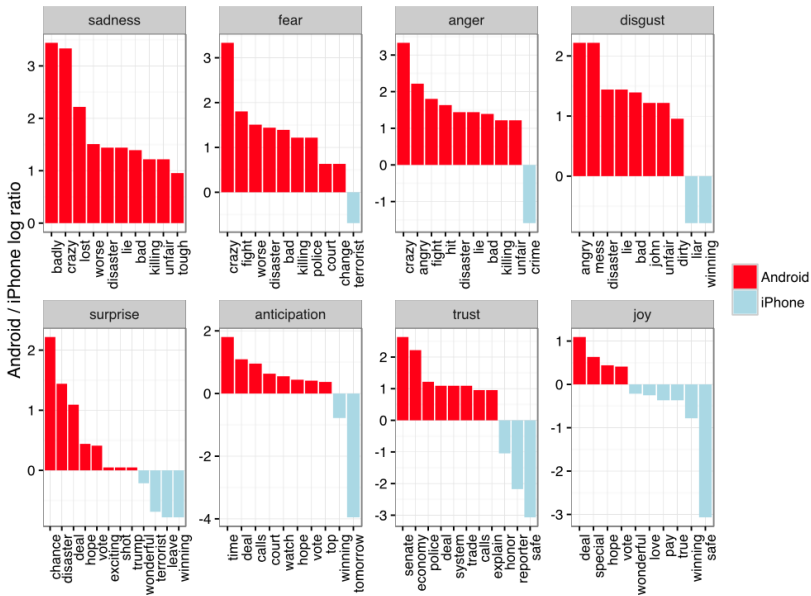 sadness
fear
anger
disgust
Android / iPhone log ratio
3
2
1
0
3
2
1
0
3
2
1
0
-1
2
0
badly
crazy
lost
worse
disaster
lie
bad
killing
unfair
tough
crazy
fight
worse
disaster
bad
killing
police
court
change
terrorist
crazy
angry
fight
hit
disaster
lie
bad
killing
unfair
crime
angry
mess
disaster
lie
bad
john
unfair
dirty
liar
winning
Android
iPhone
surprise
anticipation
trust
joy
2
1
0
2
0
-2
-4
2
1
0
-1
-2
-3
1
0
-1
-2
-3
chance
disaster
deal
hope
vote
exciting
shot
trump
wonderful
terrorist
leave
winning
time
deal
calls
court
watch
hope
vote
top
winning
tomorrow
senate
economy
police
deal
system
trade
calls
explain
honor
reporter
safe
deal
special
hope
vote
wonderful
love
pay
true
winning
safe